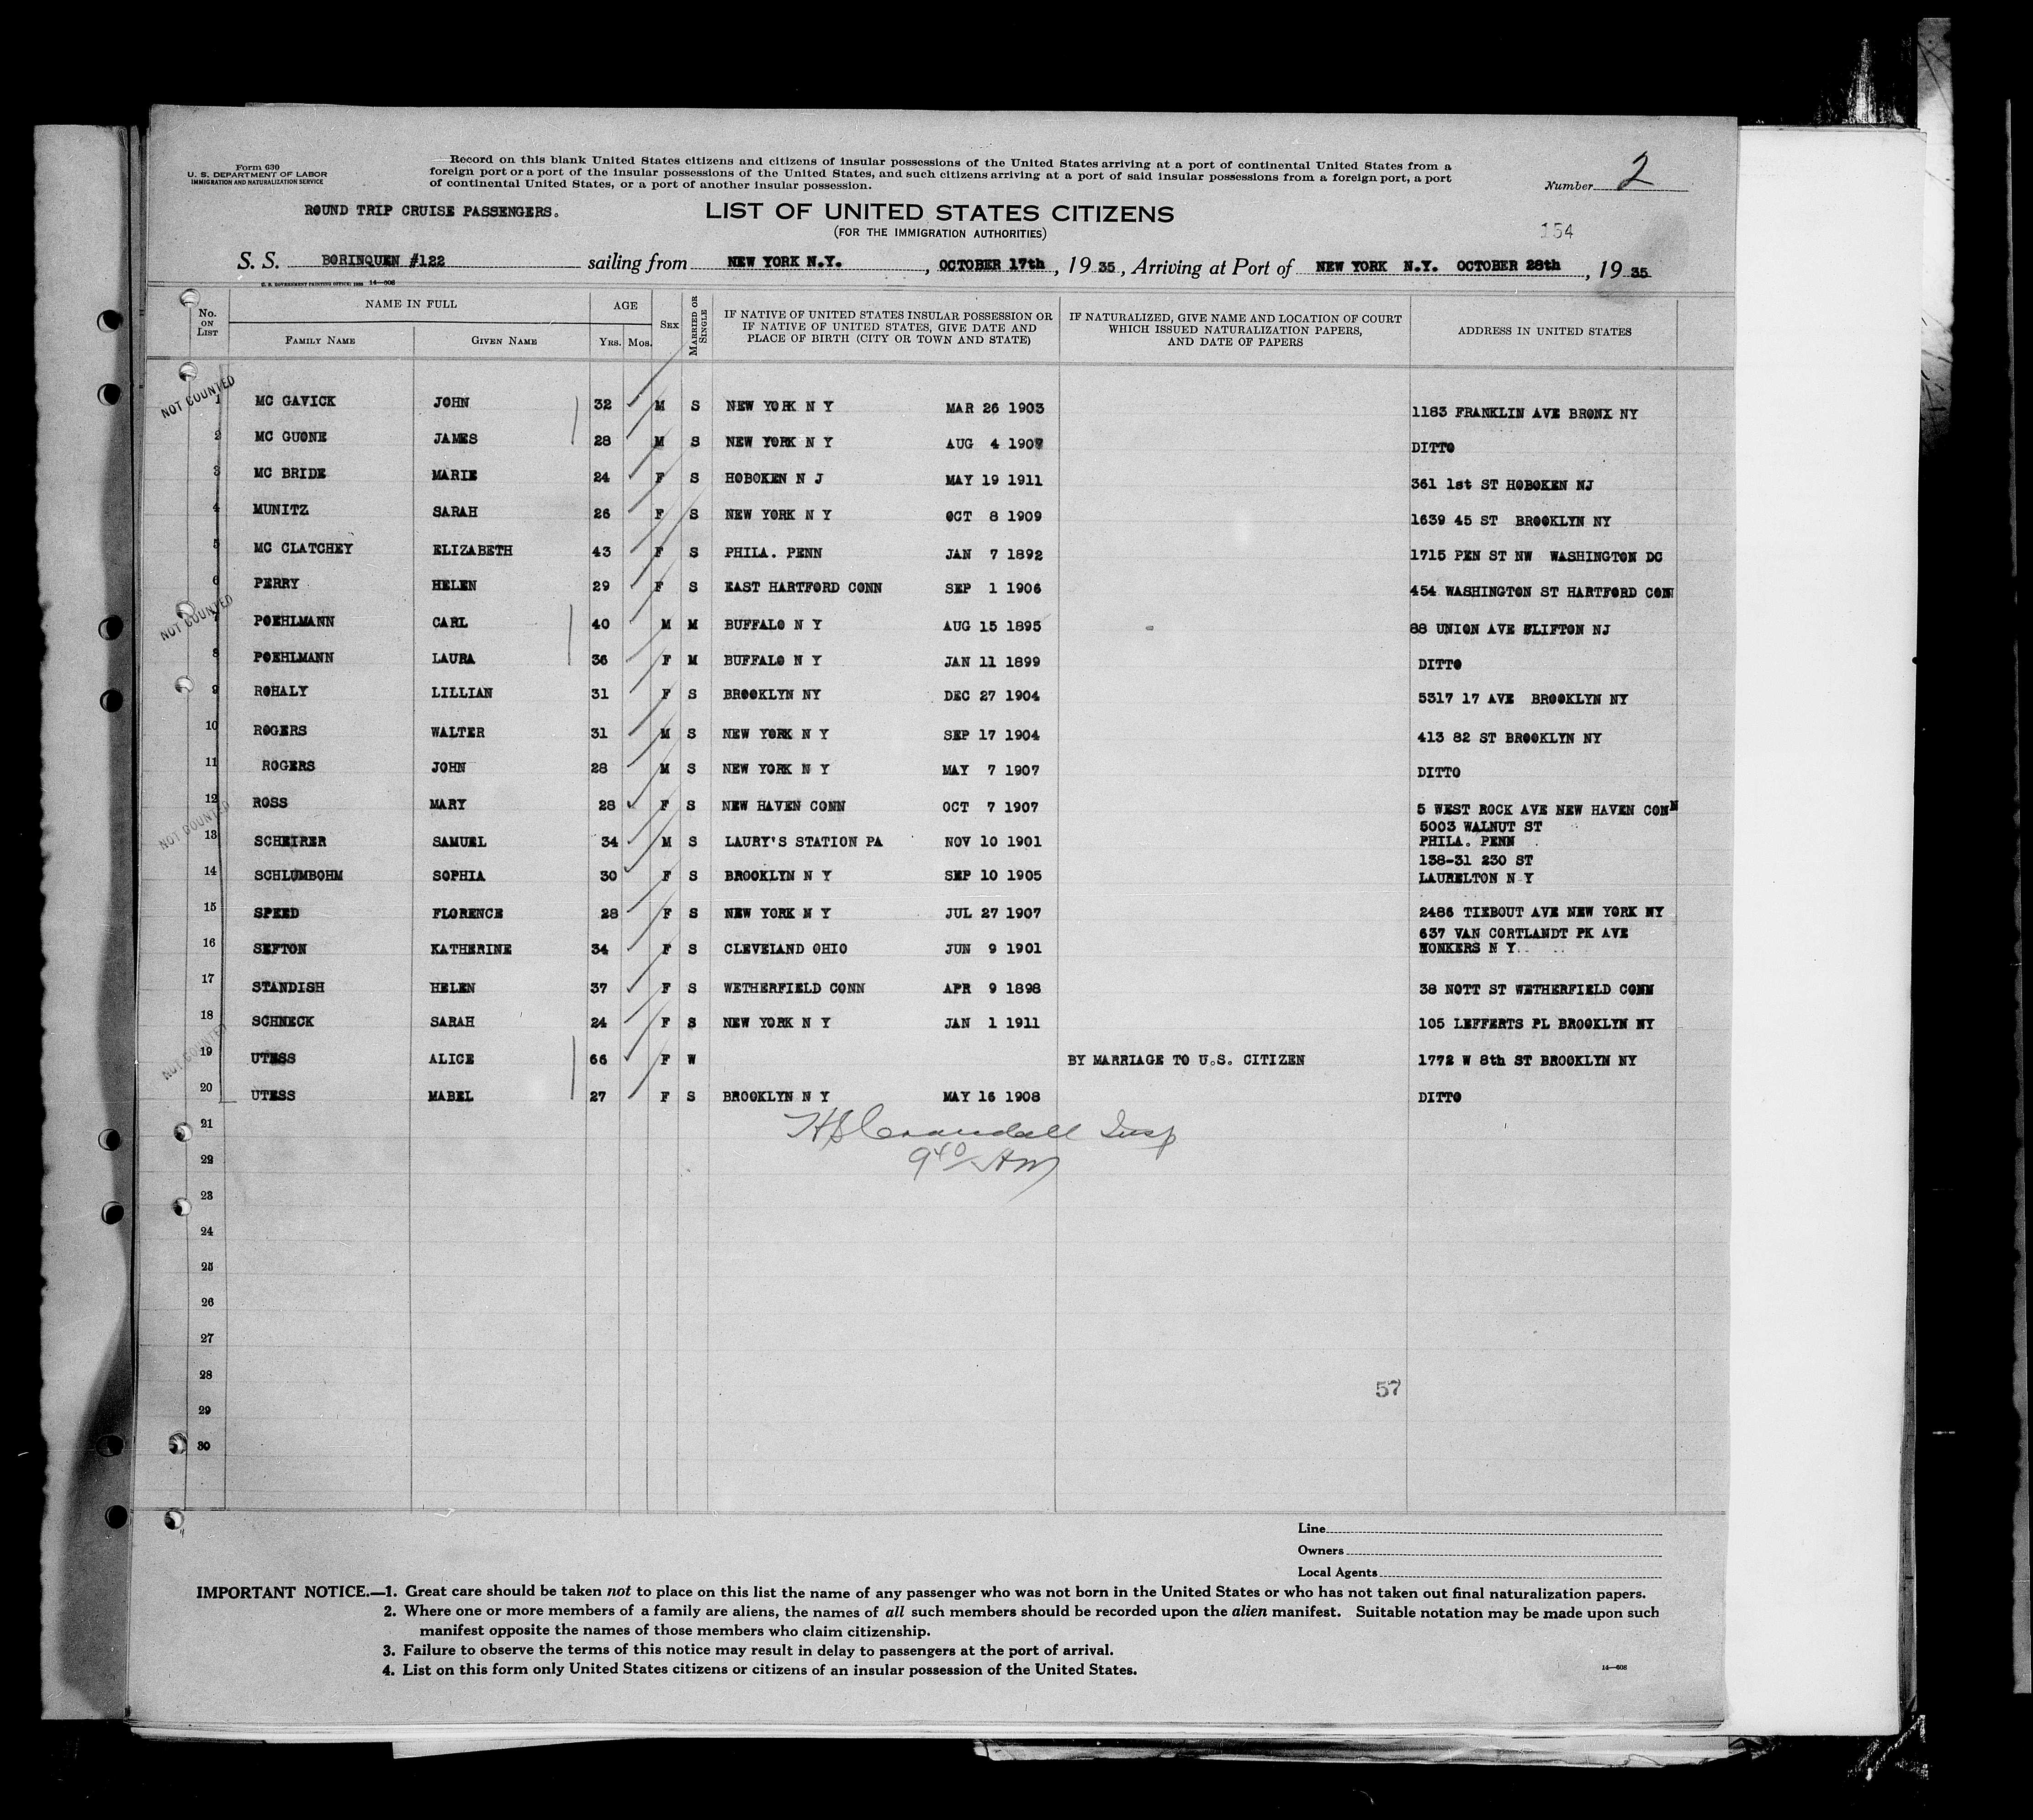 Form 630
U. S. DEPARTMENT OF LABOR
IMMIGRATION AND NATURALIZATION SERVICE
Record on this blank United States citizens and citizens of insular possessions of the United States arriving at a port of continental United States from a
foreign port or a port of the insular possessions of the United States, and such citizens arriving at a port of said insular possessions from a foreign port, a port
of continental United States, or a port of another insular possession.
Number 2
ROUND TRIP CRUISE PASSENGERS.
LIST OF UNITED STATES CITIZENS
(FOR THE IMMIGRATION AUTHORITIES)
154
S. S. BORINQUEN #122 sailing from NEW YORK N.Y. , OCTOBER 17th , 19 35 , Arriving at Port of NEW YORK N.Y. OCTOBER 28th , 19 35
U. S. GOVERNMENT PRINTING OFFICE: 14—608
No. ON LIST NAME IN FULL FAMILY NAME GIVEN NAME AGE YRS. MOS. SEX MARRIED OR SINGLE IF NATIVE OF UNITED STATES INSULAR POSSESSION OR IF NATIVE OF UNITED STATES, GIVE DATE AND PLACE OF BIRTH (CITY OR TOWN AND STATE) IF NATURALIZED, GIVE NAME AND LOCATION OF COURT WHICH ISSUED NATURALIZATION PAPERS, AND DATE OF PAPERS ADDRESS IN UNITED STATES
NOT COUNTED
1 MC GAVICK JOHN 32 M S NEW YORK N Y MAR 26 1903 1183 FRANKLIN AVE BRONX NY
2 MC GUONE JAMES 28 M S NEW YORK N Y AUG 4 1907 DITTO
3 MC BRIDE MARIE 24 F S HOBOKEN N J MAY 19 1911 361 1st ST HOBOKEN NJ
4 MUNITZ SARAH 26 F S NEW YORK N Y OCT 8 1909 1639 45 ST BROOKLYN NY
5 MC CLATCHEY ELIZABETH 43 F S PHILA. PENN JAN 7 1892 1715 PEN ST NW WASHINGTON DC
6 PERRY HELEN 29 F S EAST HARTFORD CONN SEP 1 1906 454 WASHINGTON ST HARTFORD CONN
NOT COUNTED
7 POEHLMANN CARL 40 M M BUFFALO N Y AUG 15 1895 88 UNION AVE SLIFTON NJ
8 POEHLMANN LAURA 36 F M BUFFALO N Y JAN 11 1899 DITTO
9 ROHALY LILLIAN 31 F S BROOKLYN NY DEC 27 1904 5317 17 AVE BROOKLYN NY
10 ROGERS WALTER 31 M S NEW YORK N Y SEP 17 1904 413 82 ST BROOKLYN NY
11 ROGERS JOHN 28 M S NEW YORK N Y MAY 7 1907 DITTO
12 ROSS MARY 28 F S NEW HAVEN CONN OCT 7 1907 5 WEST ROCK AVE NEW HAVEN CONN
NOT COUNTED
13 SCHEIRER SAMUEL 34 M S LAURY'S STATION PA NOV 10 1901 5003 WALNUT ST
PHILA. PENN
14 SCHLUMBOHM SOPHIA 30 F S BROOKLYN N Y SEP 10 1905 138-31 230 ST
LAURELTON N Y
15 SPEED FLORENCE 28 F S NEW YORK N Y JUL 27 1907 2486 TIEBOUT AVE NEW YORK NY
16 SEFTON KATHERINE 34 F S CLEVELAND OHIO JUN 9 1901 637 VAN CORTLANDT PK AVE
YONKERS N Y
17 STANDISH HELEN 37 F S WETHERFIELD CONN APR 9 1898 38 NOTT ST WETHERFIELD CONN
18 SCHNECK SARAH 24 F S NEW YORK N Y JAN 1 1911 105 LEFFERTS PL BROOKLYN NY
NOT COUNTED
19 UTESS ALICE 66 F W BY MARRIAGE TO U.S. CITIZEN 1772 W 8th ST BROOKLYN NY
20 UTESS MABEL 27 F S BROOKLYN N Y MAY 16 1908 DITTO
21 Crandall Insp
22 9 40 AM
23
24
25
26
27
28
57
29
30
Line
Owners
Local Agents
IMPORTANT NOTICE.—1. Great care should be taken not to place on this list the name of any passenger who was not born in the United States or who has not taken out final naturalization papers.
2. Where one or more members of a family are aliens, the names of all such members should be recorded upon the alien manifest. Suitable notation may be made upon such
manifest opposite the names of those members who claim citizenship.
3. Failure to observe the terms of this notice may result in delay to passengers at the port of arrival.
4. List on this form only United States citizens or citizens of an insular possession of the United States.
14—608